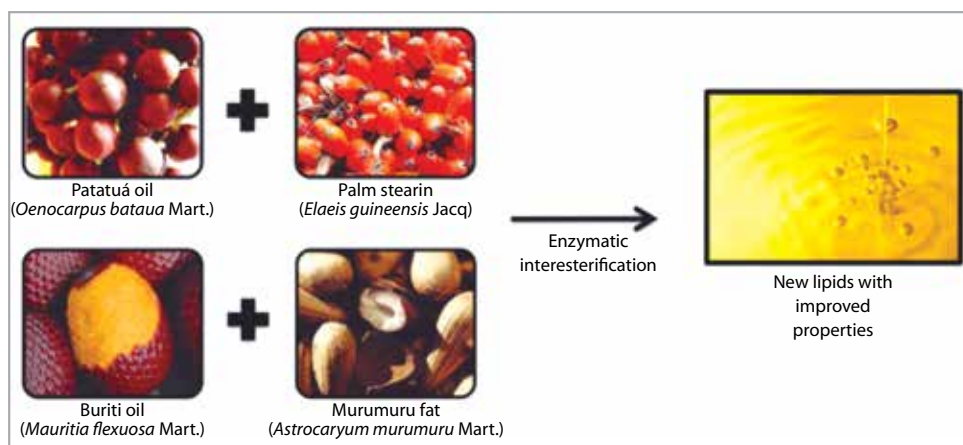 Patatuá oil
(Oenocarpus bataua Mart.)
Palm stearin
(Elaeis guineensis Jacq)
Buriti oil
(Mauritia flexuosa Mart.)
Murumuru fat
(Astrocaryum murumuru Mart.)
Enzymatic
interesterification
New lipids with
improved
properties